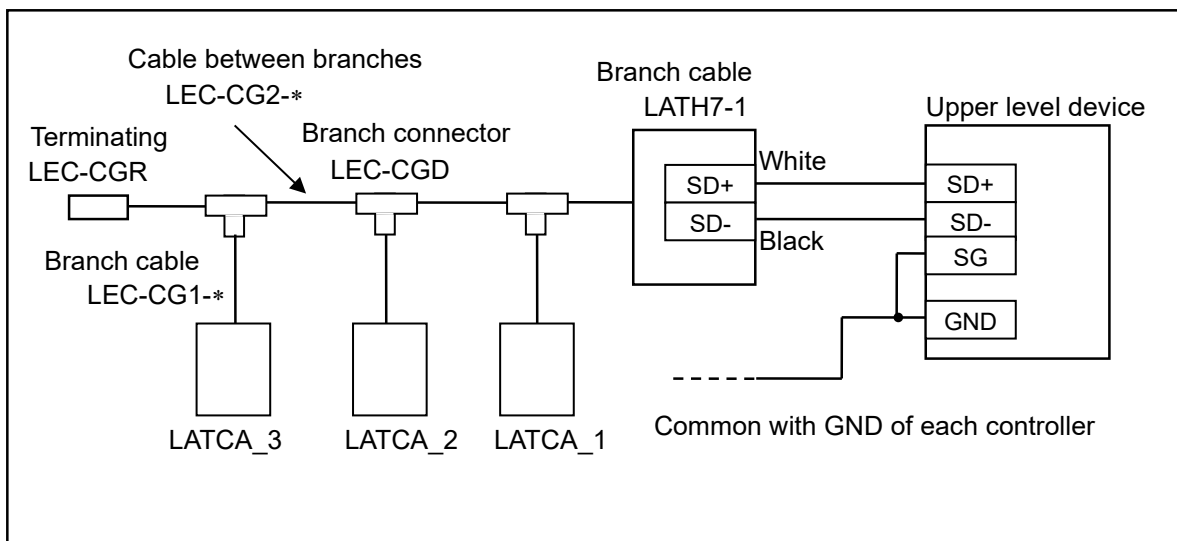 Cable between branches
LEC-CG2-*
Branch cable
LATH7-1
Upper level device
Terminating
LEC-CGR
Branch connector
LEC-CGD
White
SD+
SD+
SD-
SD-
Black
SG
Branch cable
LEC-CG1-*
GND
LATCA_3
LATCA_2
LATCA_1
Common with GND of each controller